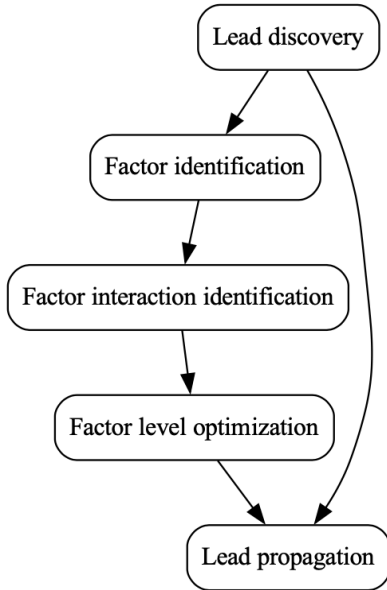 Lead discovery
Factor identification
Factor interaction identification
Factor level optimization
Lead propagation